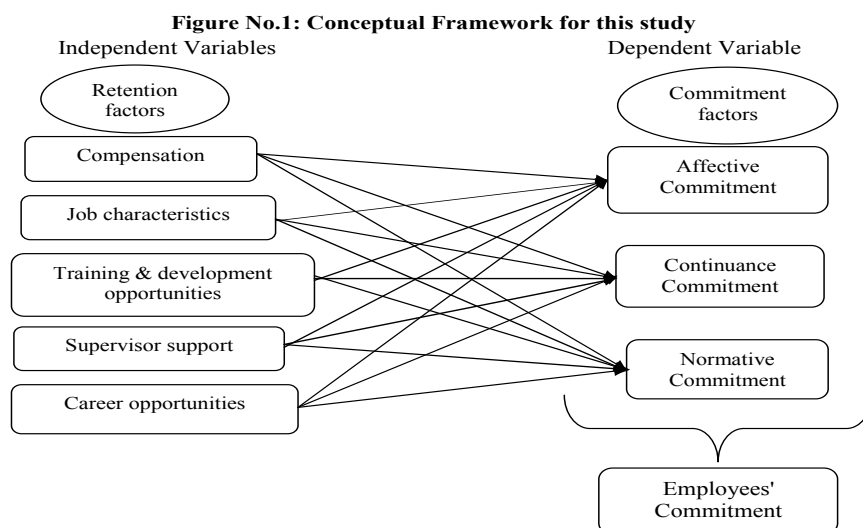 Figure No.1: Conceptual Framework for this study
Independent Variables
Dependent Variable
Retention
factors
Commitment
factors
Compensation
Job characteristics
Training & development
opportunities
Supervisor support
Career opportunities
Affective
Commitment
Continuance
Commitment
Normative
Commitment
Employees'
Commitment